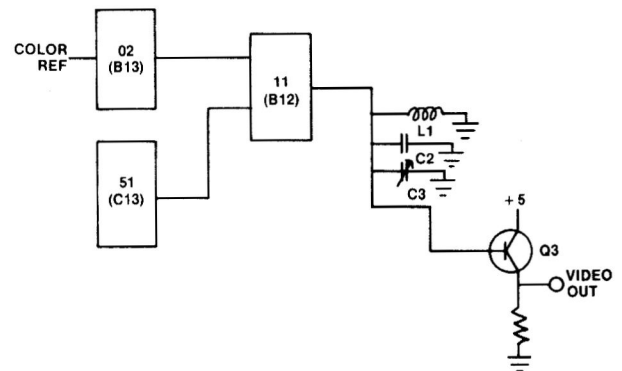 COLOR
REF
02
(B13)
11
(B12)
51
(C13)
L1
C2
C3
+5
Q3
VIDEO
OUT